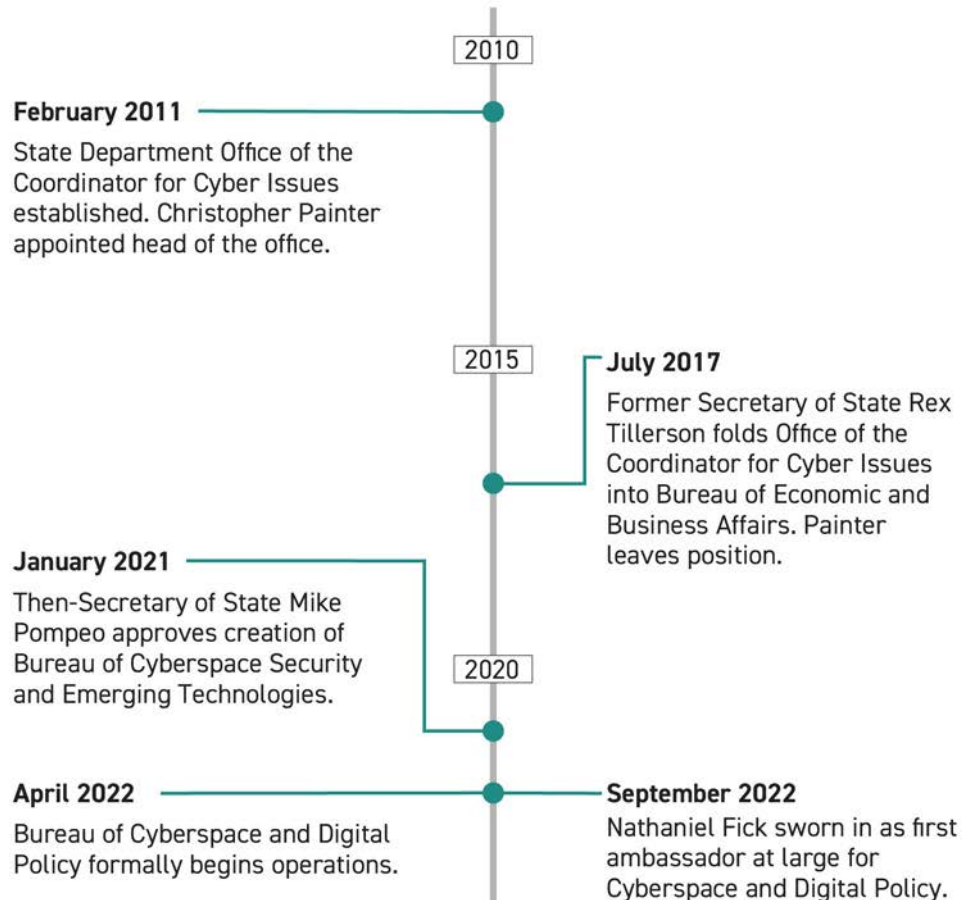 2010
February 2011
State Department Office of the
Coordinator for Cyber Issues
established. Christopher Painter
appointed head of the office.
2015
July 2017
Former Secretary of State Rex
Tillerson folds Office of the
Coordinator for Cyber Issues
into Bureau of Economic and
Business Affairs. Painter
leaves position.
January 2021
Then-Secretary of State Mike
Pompeo approves creation of
Bureau of Cyberspace Security
and Emerging Technologies.
2020
April 2022
Bureau of Cyberspace and Digital
Policy formally begins operations.
September 2022
Nathaniel Fick sworn in as first
ambassador at large for
Cyberspace and Digital Policy.